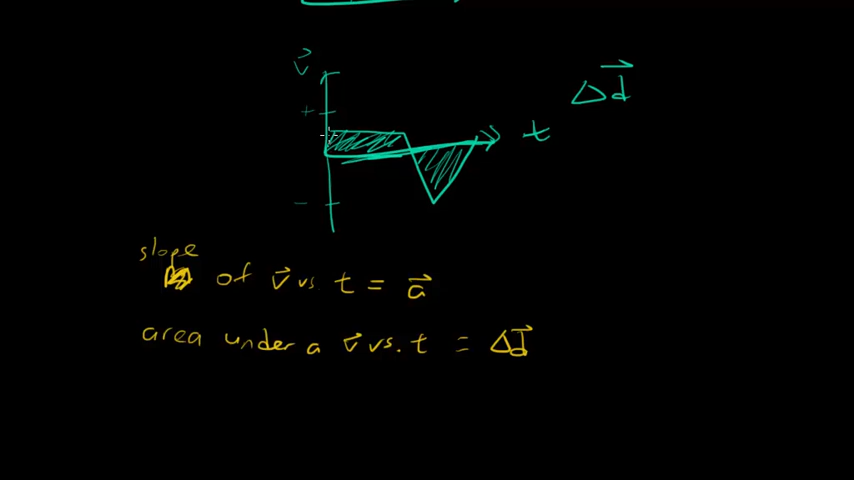 v⃗
Δd⃗
+
t
-
slope
of v⃗ vs t = a⃗
area under a v⃗ vs. t = Δd⃗